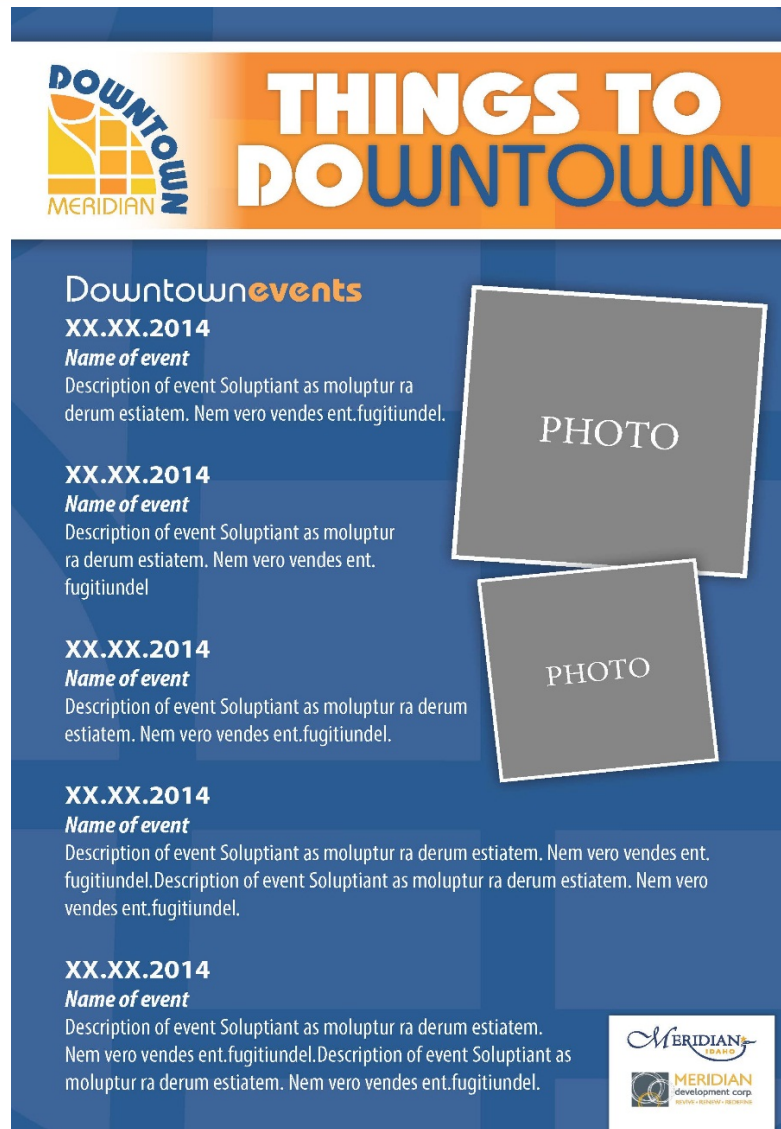 DOWNTOWN
MERIDIAN
THINGS TO
DOWNTOWN
Downtownevents
XX.XX.2014
Name of event
Description of event Soluptiant as moluptur ra
derum estiatem. Nem vero vendes ent.fugitiundel.
XX.XX.2014
Name of event
Description of event Soluptiant as moluptur
ra derum estiatem. Nem vero vendes ent.
fugitiundel
XX.XX.2014
Name of event
Description of event Soluptiant as moluptur ra derum
estiatem. Nem vero vendes ent.fugitiundel.
PHOTO
PHOTO
XX.XX.2014
Name of event
Description of event Soluptiant as moluptur ra derum estiatem. Nem vero vendes ent.
fugitiundel.Description of event Soluptiant as moluptur ra derum estiatem. Nem vero
vendes ent.fugitiundel.
XX.XX.2014
Name of event
Description of event Soluptiant as moluptur ra derum estiatem.
Nem vero vendes ent.fugitiundel.Description of event Soluptiant as
moluptur ra derum estiatem. Nem vero vendes ent.fugitiundel.
MERIDIAN
IDAHO
MERIDIAN
development corp.